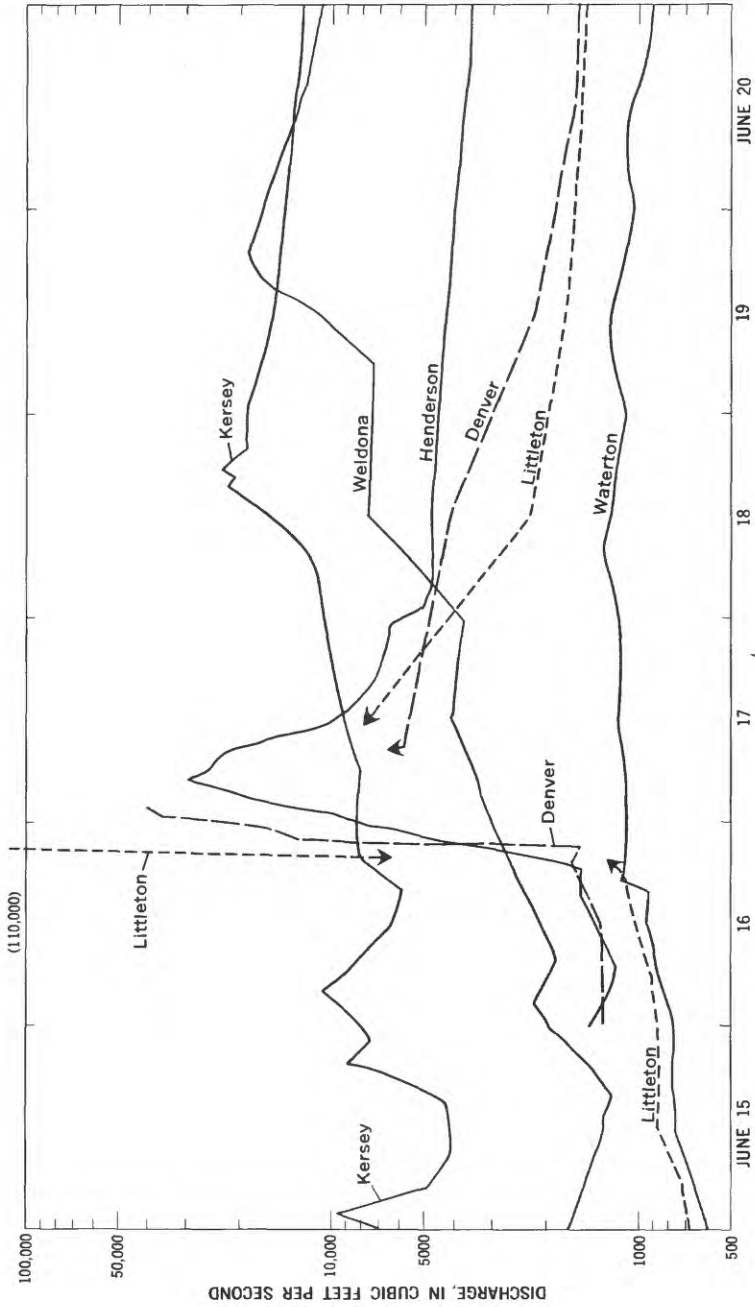 (110,000)
100,000
50,000
10,000
5000
1000
500
DISCHARGE, IN CUBIC FEET PER SECOND
Kersey
Littleton
Kersey
Littleton
Denver
Weldona
Henderson
Denver
Littleton
Waterton
JUNE 15
16
17
18
19
JUNE 20